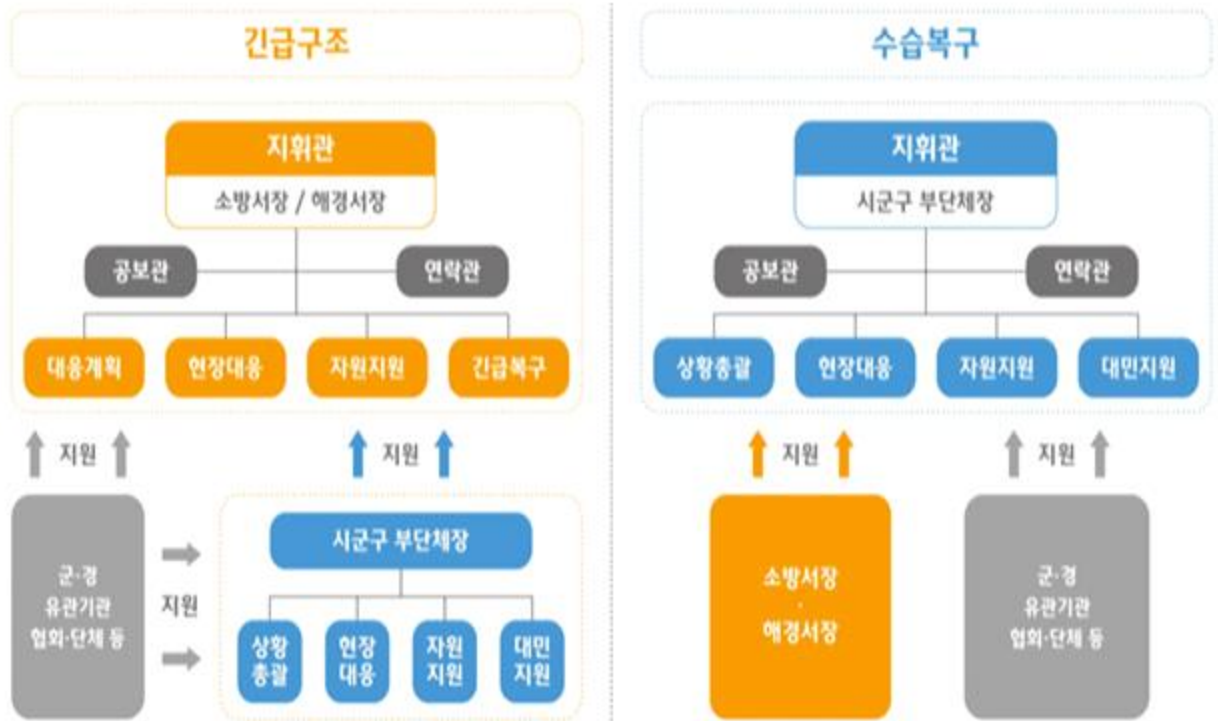 긴급구조
지휘관
소방서장 / 해경서장
공보관
연락관
대응계획
현장대응
자원지원
긴급복구
지원
지원
군·경
유관기관
협회·단체 등
지원
시군구 부단체장
상황
총괄
현장
대응
자원
지원
대민
지원
수습복구
지휘관
시군구 부단체장
공보관
연락관
상황총괄
현장대응
자원지원
대민지원
지원
지원
소방서장
·
해경서장
군·경
유관기관
협회·단체 등